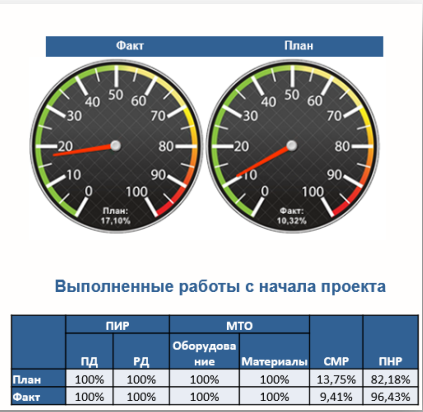 Факт План
50 50
40 60 40 60
30 70 30 70
20 80 20 80
10 90 10 90
0 100 0 100
План: Факт:
17,10% 10,32%
Выполненные работы с начала проекта
ПИР МТО
ПД РД Оборудова
ние Материалы СМР ПНР
План 100% 100% 100% 100% 13,75% 82,18%
Факт 100% 100% 100% 100% 9,41% 96,43%